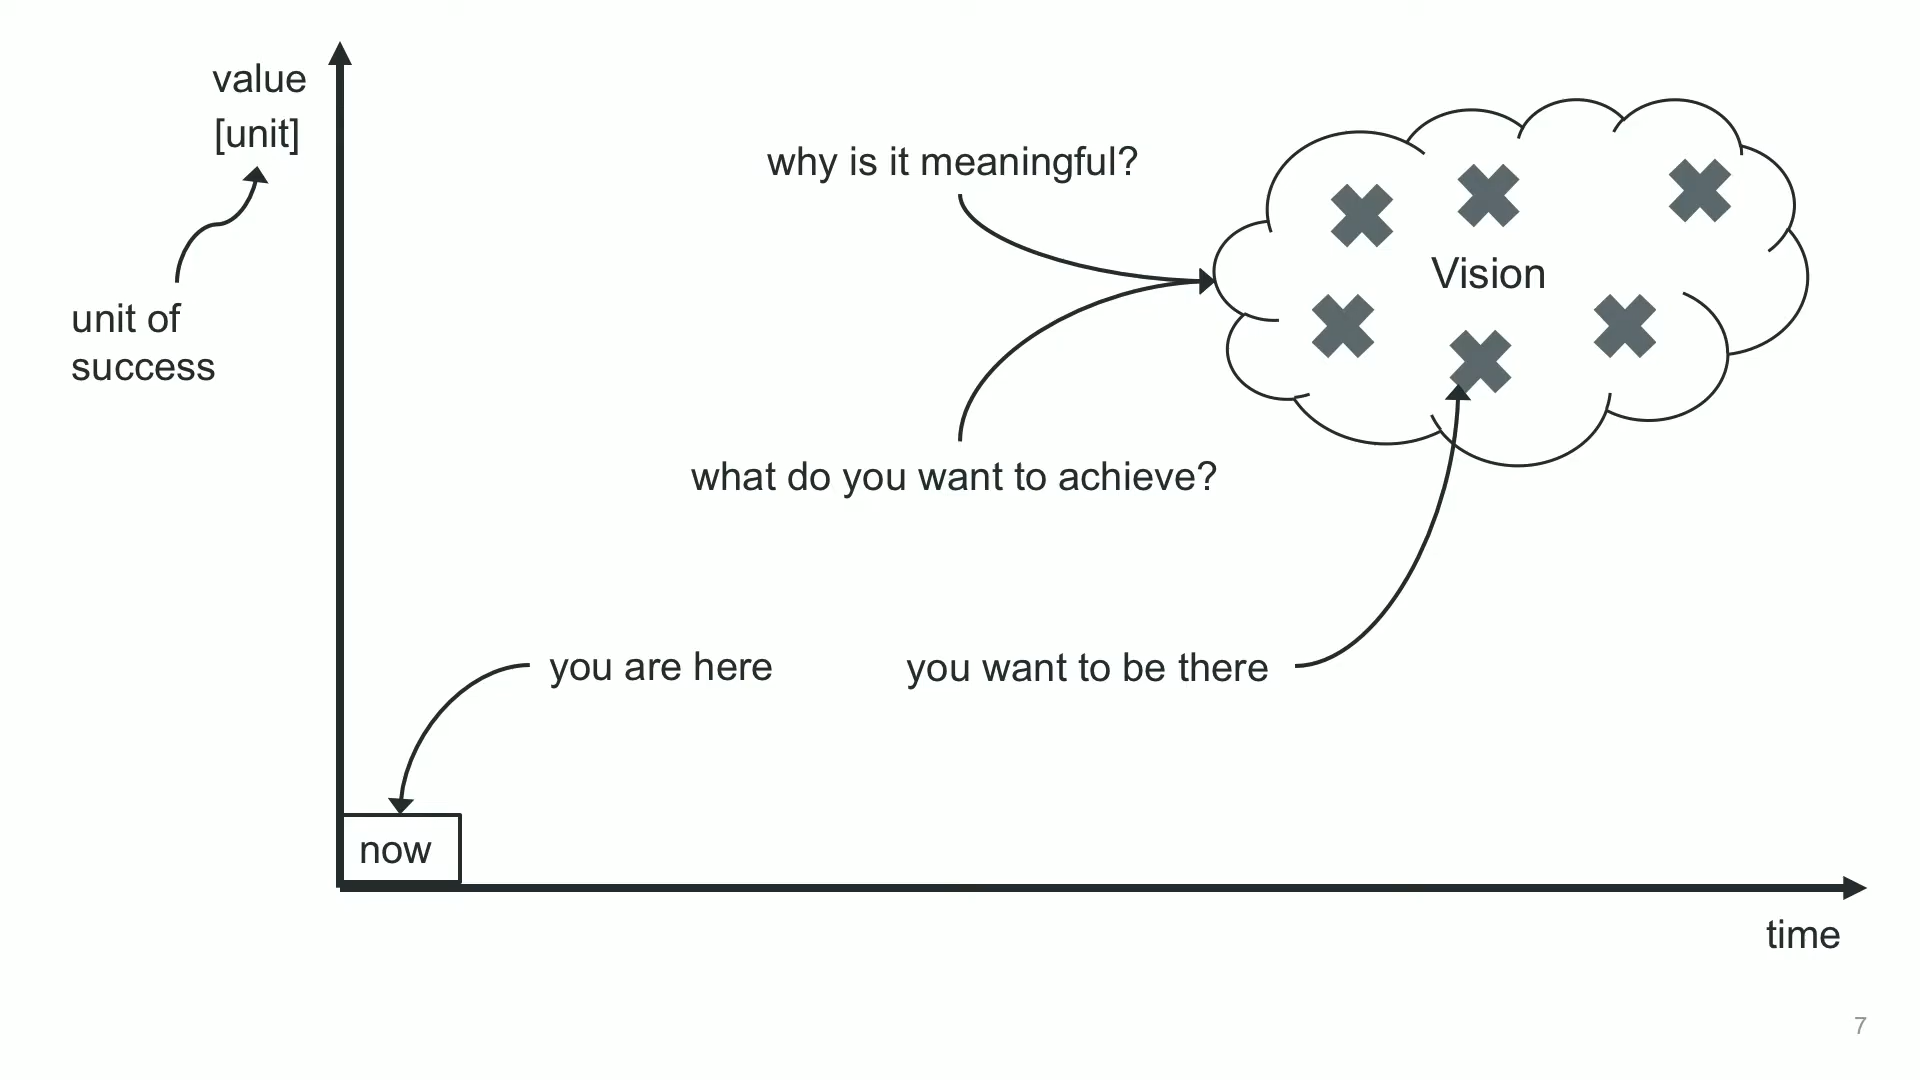 value
[unit]
why is it meaningful?
Vision
unit of
success
what do you want to achieve?
you are here
you want to be there
now
time
7